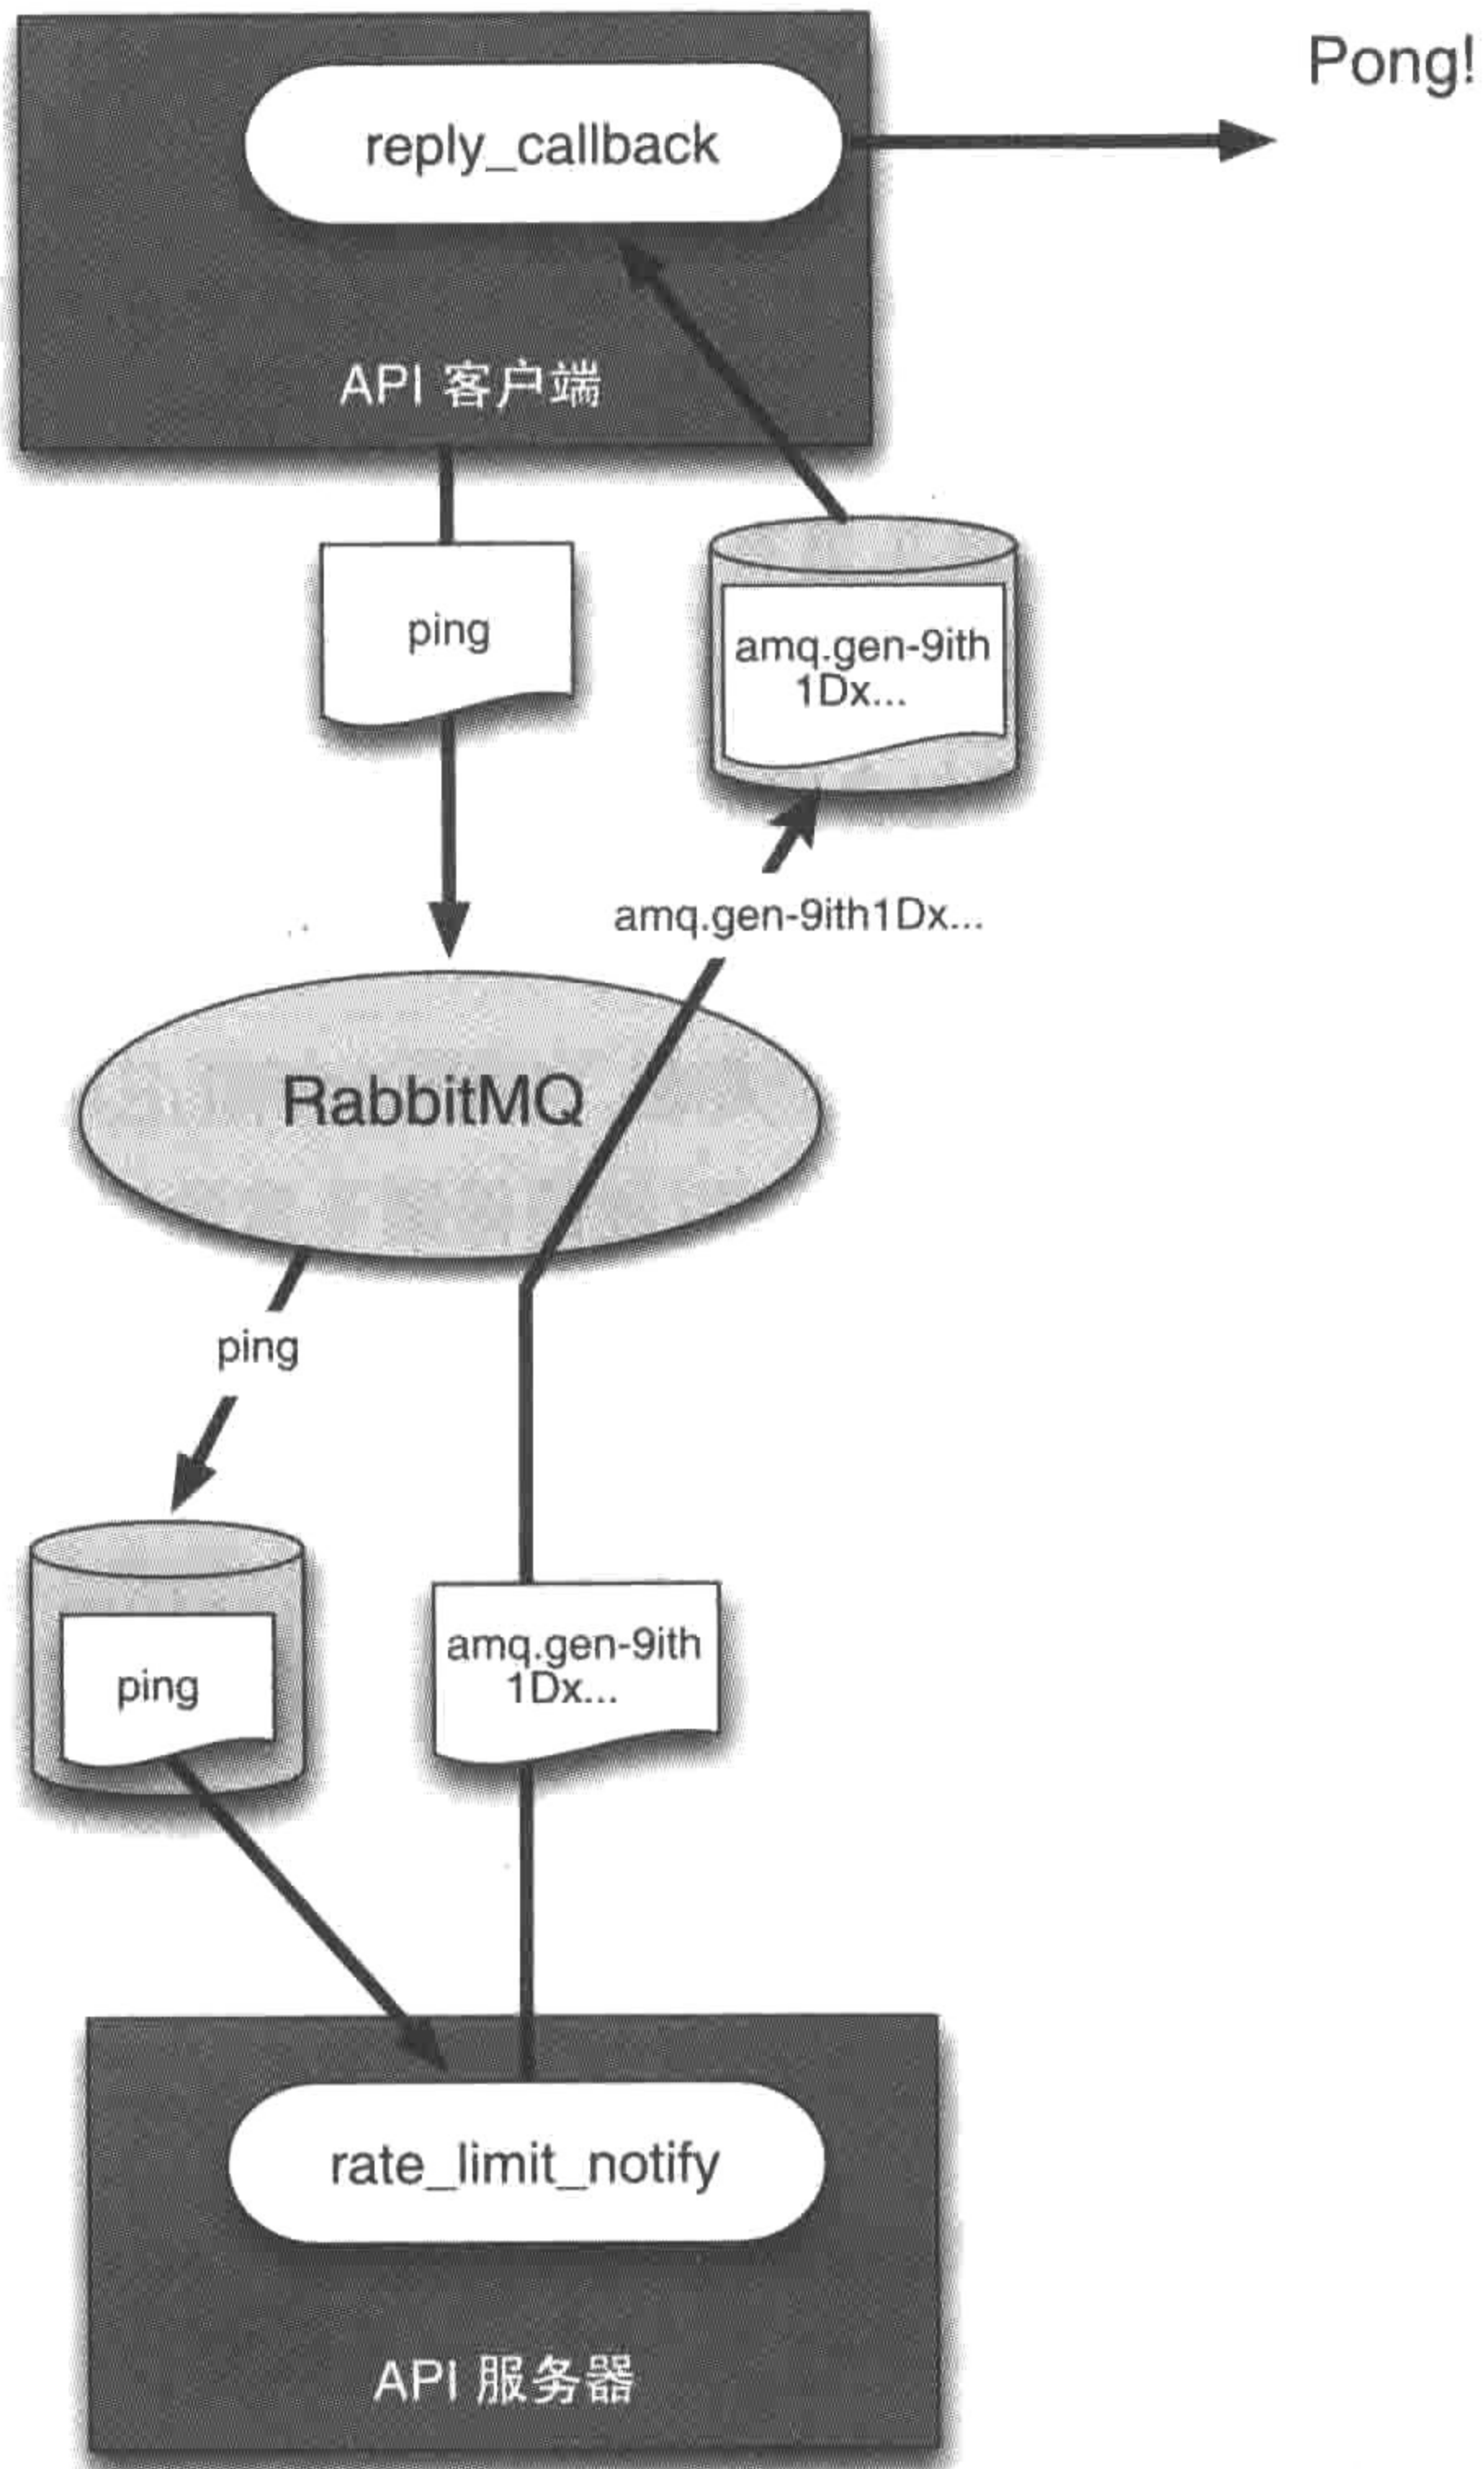 Pong!
reply_callback
API 客户端
ping
amq.gen-9ith
1Dx...
amq.gen-9ith1Dx...
RabbitMQ
ping
ping
amq.gen-9ith
1Dx...
rate_limit_notify
API 服务器